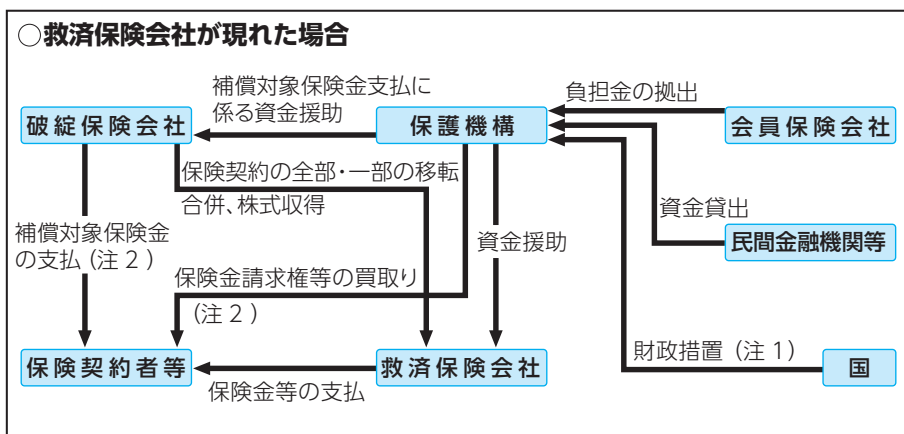 ○救済保険会社が現れた場合
補償対象保険金支払に
係る資金援助
負担金の拠出
破綻保険会社
保護機構
会員保険会社
保険契約の全部・一部の移転
合併、株式収得
資金貸出
補償対象保険金
の支払（注２）
資金援助
民間金融機関等
保険金請求権等の買取り
（注２）
財政措置（注１）
保険契約者等
救済保険会社
国
保険金等の支払